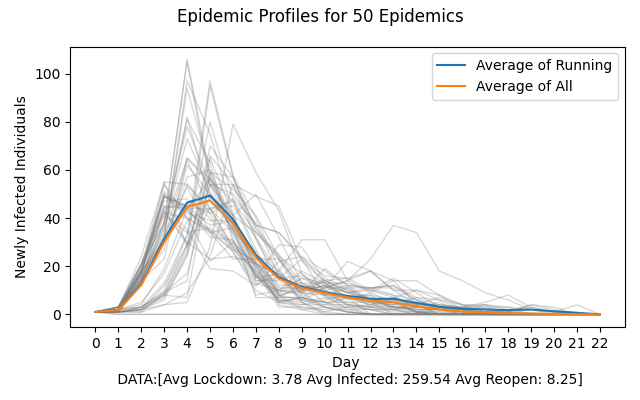 Epidemic Profiles for 50 Epidemics
Newly Infected Individuals
100
80
60
40
20
0
Average of Running
Average of All
0 1 2 3 4 5 6 7 8 9 10 11 12 13 14 15 16 17 18 19 20 21 22
Day
DATA:[Avg Lockdown: 3.78 Avg Infected: 259.54 Avg Reopen: 8.25]